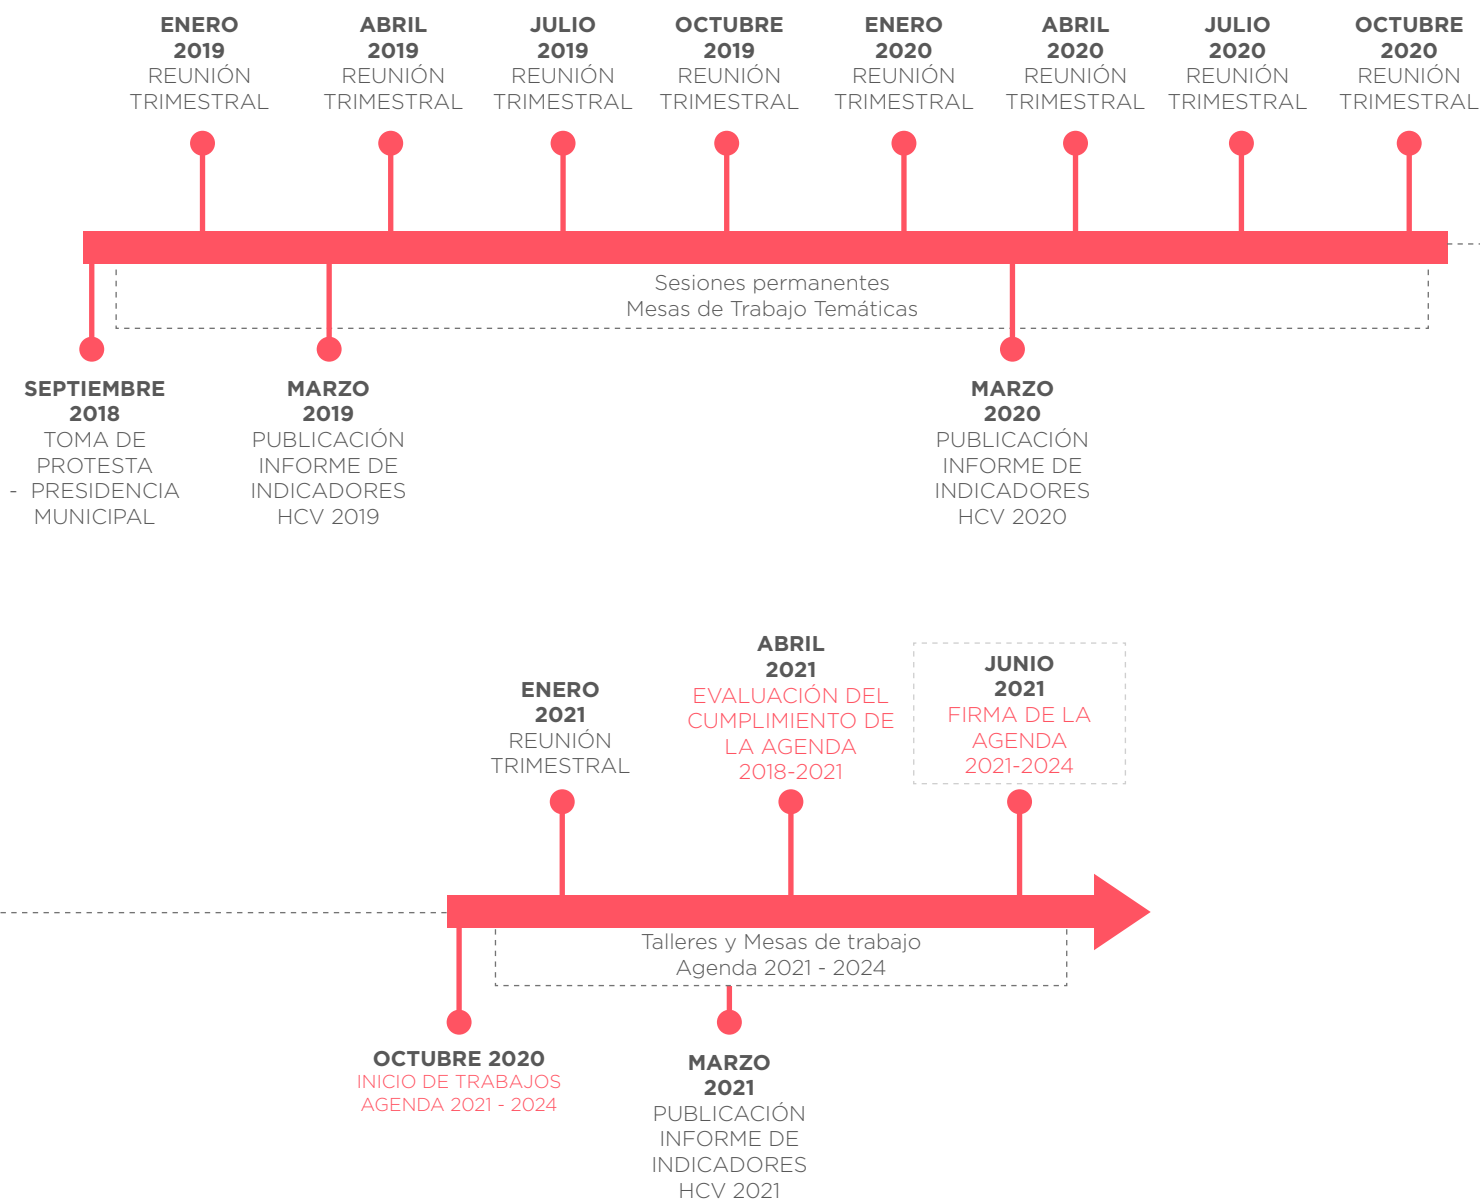 ENERO
2019
REUNIÓN
TRIMESTRAL
ABRIL
2019
REUNIÓN
TRIMESTRAL
JULIO
2019
REUNIÓN
TRIMESTRAL
OCTUBRE
2019
REUNIÓN
TRIMESTRAL
ENERO
2020
REUNIÓN
TRIMESTRAL
ABRIL
2020
REUNIÓN
TRIMESTRAL
JULIO
2020
REUNIÓN
TRIMESTRAL
OCTUBRE
2020
REUNIÓN
TRIMESTRAL
Sesiones permanentes
Mesas de Trabajo Temáticas
SEPTIEMBRE
2018
TOMA DE
PROTESTA
- PRESIDENCIA
MUNICIPAL
MARZO
2019
PUBLICACIÓN
INFORME DE
INDICADORES
HCV 2019
MARZO
2020
PUBLICACIÓN
INFORME DE
INDICADORES
HCV 2020
ENERO
2021
REUNIÓN
TRIMESTRAL
ABRIL
2021
EVALUACIÓN DEL
CUMPLIMIENTO DE
LA AGENDA
2018-2021
JUNIO
2021
FIRMA DE LA
AGENDA
2021-2024
Talleres y Mesas de trabajo
Agenda 2021 - 2024
OCTUBRE 2020
INICIO DE TRABAJOS
AGENDA 2021 - 2024
MARZO
2021
PUBLICACIÓN
INFORME DE
INDICADORES
HCV 2021